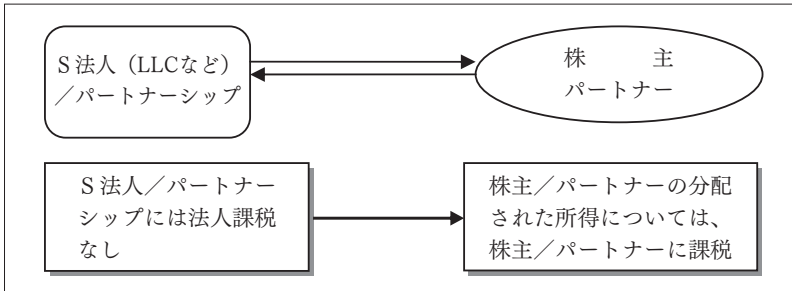 S法人（LLCなど）
／パートナーシップ
株　　　主
パートナー
S法人／パートナー
シップには法人課税
なし
株主／パートナーの分配
された所得については、
株主／パートナーに課税